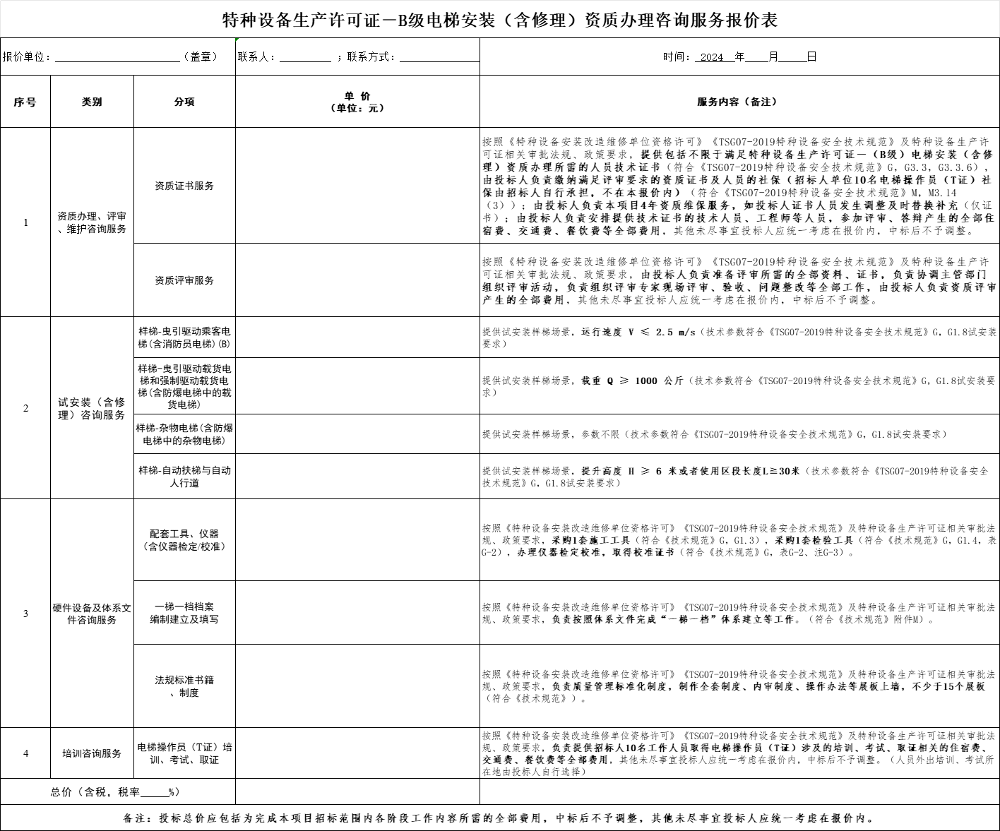 特种设备生产许可证—B级电梯安装（含修理）资质办理咨询服务报价表
报价单位：（盖章）
联系人： ；联系方式：
时间： 2024 年 月 日
序号
类别
分项
单 价
（单位：元）
服务内容（备注）
1
资质办理、评审
、维护咨询服务
资质证书服务
按照《特种设备安装改造维修单位资格许可》《TSG07-2019特种设备安全技术规范》及特种设备生产许
可证相关审批法规、政策要求，提供包括不限于满足特种设备生产许可证—（B级）电梯安装（含修
理）资质办理所需的人员技术证书（符合《TSG07-2019特种设备安全技术规范》G，G3.3，G3.3.6），
由投标人负责缴纳满足评审要求的资质证书及人员的社保（招标人单位10名电梯操作员（T证）社
保由招标人自行承担，不在本报价内）（符合《TSG07-2019特种设备安全技术规范》M，M3.14
（3））；由投标人负责本项目4年资质维保服务，如投标人证书人员发生调整及时替换补充（仅证
书）；由投标人负责安排提供技术证书的技术人员、工程师等人员，参加评审、答辩产生的全部住
宿费、交通费、餐饮费等全部费用，其他未尽事宜投标人应统一考虑在报价内，中标后不予调整。
资质评审服务
按照《特种设备安装改造维修单位资格许可》《TSG07-2019特种设备安全技术规范》及特种设备生产许
可证相关审批法规、政策要求，由投标人负责准备评审所需的全部资料、证书，负责协调主管部门
组织评审活动，负责组织评审专家现场评审、验收、问题整改等全部工作，由投标人负责资质评审
产生的全部费用，其他未尽事宜投标人应统一考虑在报价内，中标后不予调整。
2
试安装（含修
理）咨询服务
样梯-曳引驱动乘客电
梯(含消防员电梯)(B)
提供试安装样梯场景，运行速度 V ≤ 2.5 m/s（技术参数符合《TSG07-2019特种设备安全技术规范》G，G1.8试安装
要求）
样梯-曳引驱动载货电
梯和强制驱动载货电
梯(含防爆电梯中的载
货电梯)
提供试安装样梯场景，载重 Q ≥ 1000 公斤（技术参数符合《TSG07-2019特种设备安全技术规范》G，G1.8试安装要
求）
样梯-杂物电梯(含防爆
电梯中的杂物电梯)
提供试安装样梯场景，参数不限（技术参数符合《TSG07-2019特种设备安全技术规范》G，G1.8试安装要求）
样梯-自动扶梯与自动
人行道
提供试安装样梯场景，提升高度 H ≥ 6 米或者使用区段长度L≧30米（技术参数符合《TSG07-2019特种设备安全
技术规范》G，G1.8试安装要求）
3
硬件设备及体系文
件咨询服务
配套工具、仪器
（含仪器检定/校准）
按照《特种设备安装改造维修单位资格许可》《TSG07-2019特种设备安全技术规范》及特种设备生产许可证相关审批法
规、政策要求，采购1套施工工具（符合《技术规范》G，G1.3），采购1套检验工具（符合《技术规范》G，G1.4，表
G-2），办理仪器检定校准，取得校准证书（符合《技术规范》G，表G-2、注G-3）。
一梯一档档案
编制建立及填写
按照《特种设备安装改造维修单位资格许可》《TSG07-2019特种设备安全技术规范》及特种设备生产许可证相关审批法
规、政策要求，负责按照体系文件完成“一梯一档”体系建立等工作。（符合《技术规范》附件M）。
法规标准书籍
、制度
按照《特种设备安装改造维修单位资格许可》《TSG07-2019特种设备安全技术规范》及特种设备生产许可证相关审批法
规、政策要求，负责质量管理标准化制度，制作全套制度、内审制度、操作办法等展板上墙，不少于15个展板
（符合《技术规范》）。
4
培训咨询服务
电梯操作员（T证）培
训、考试、取证
按照《特种设备安装改造维修单位资格许可》《TSG07-2019特种设备安全技术规范》及特种设备生产许可证相关审批法
规、政策要求，负责提供招标人10名工作人员取得电梯操作员（T证）涉及的培训、考试、取证相关的住宿费、
交通费、餐饮费等全部费用，其他未尽事宜投标人应统一考虑在报价内，中标后不予调整。（人员外出培训、考试所
在地由投标人自行选择）
总价（含税，税率 %）
备注：投标总价应包括为完成本项目招标范围内各阶段工作内容所需的全部费用，中标后不予调整，其他未尽事宜投标人应统一考虑在报价内。